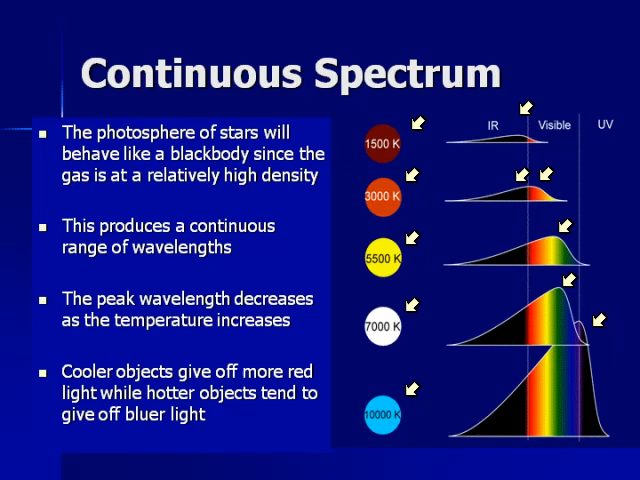 Continuous Spectrum
The photosphere of stars will
behave like a blackbody since the
gas is at a relatively high density
This produces a continuous
range of wavelengths
The peak wavelength decreases
as the temperature increases
Cooler objects give off more red
light while hotter objects tend to
give off bluer light
IR Visible UV
1500 K
3000 K
5500 K
7000 K
10000 K